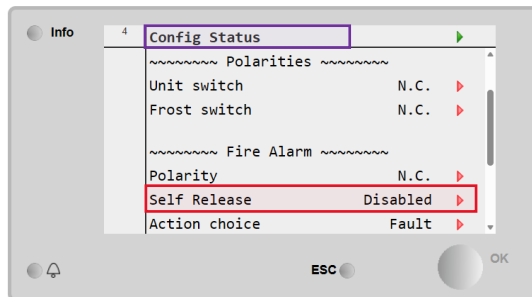 Info
4
Config Status
~~~~~~~~ Polarities ~~~~~~~~
Unit switch N.C.
Frost switch N.C.
~~~~~~~~ Fire Alarm ~~~~~~~~
Polarity N.C.
Self Release Disabled
Action choice Fault
ESC
OK